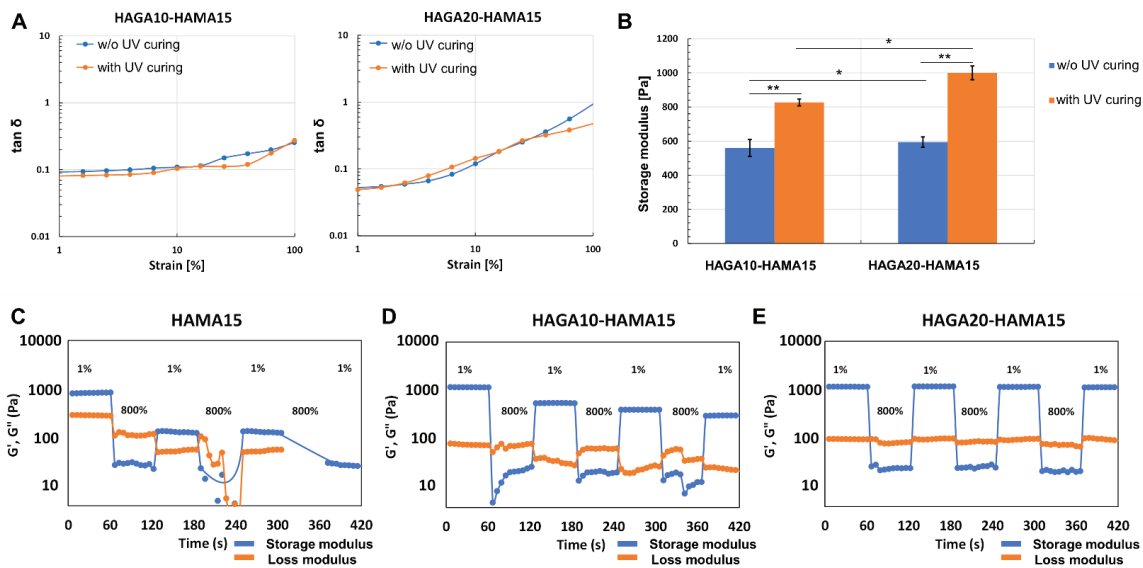 A
HAGA10-HAMA15
tan δ
10
1
0.1
0.01
w/o UV curing
with UV curing
1
10
100
Strain [%]
HAGA20-HAMA15
tan δ
10
1
0.1
0.01
w/o UV curing
with UV curing
1
10
100
Strain [%]
B
Storage modulus [Pa]
1200
1000
800
600
400
200
0
*
*
**
**
HAGA10-HAMA15
HAGA20-HAMA15
w/o UV curing
with UV curing
C
HAMA15
G', G'' (Pa)
10000
1000
100
10
1%
1%
1%
1%
800%
800%
800%
0 60 120 180 240 300 360 420
Time (s)
Storage modulus
Loss modulus
D
HAGA10-HAMA15
G', G'' (Pa)
10000
1000
100
10
1%
1%
1%
1%
800%
800%
800%
0 60 120 180 240 300 360 420
Time (s)
Storage modulus
Loss modulus
E
HAGA20-HAMA15
G', G'' (Pa)
10000
1000
100
10
1%
1%
1%
1%
800%
800%
800%
0 60 120 180 240 300 360 420
Time (s)
Storage modulus
Loss modulus